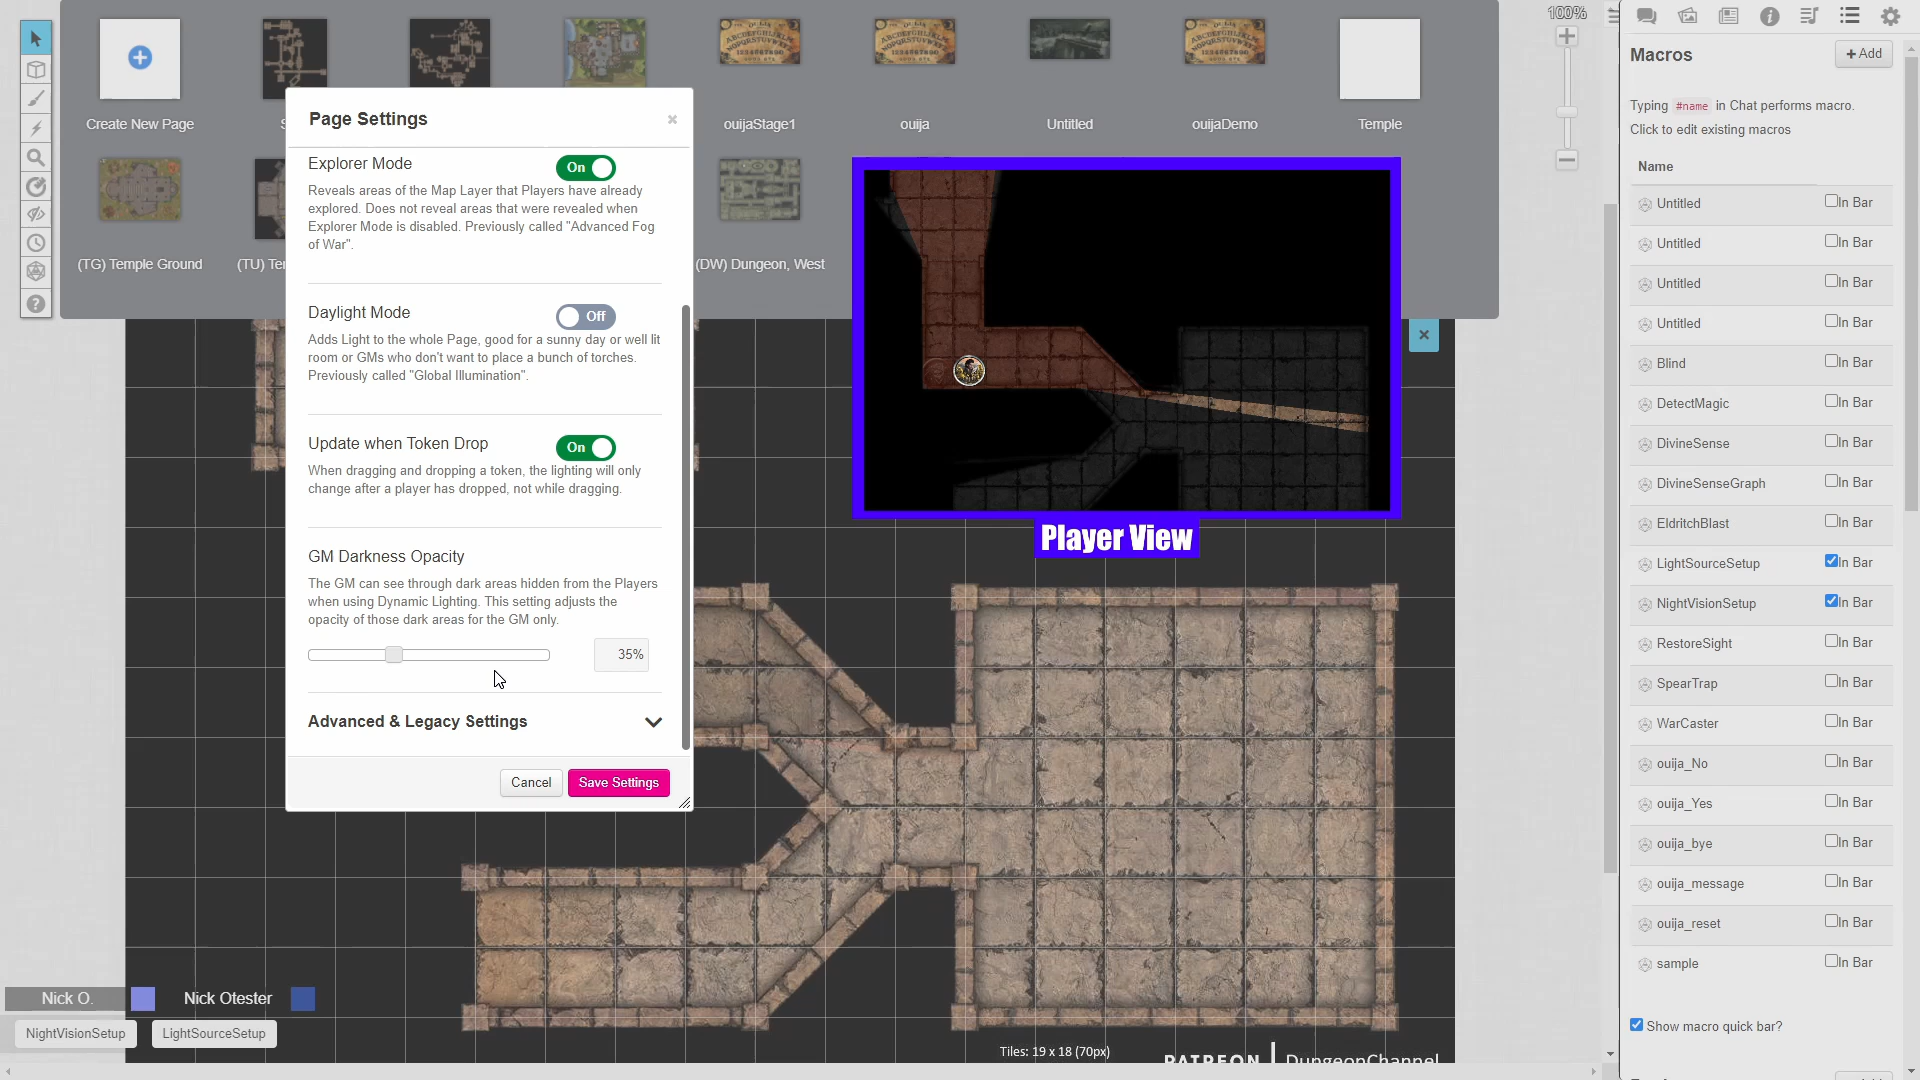 100%
Create New Page
S
ouijaStage1
ouija
Untitled
ouijaDemo
Temple
(TG) Temple Ground
(TU) Te
(DW) Dungeon, West
Page Settings
×
Explorer Mode
On
Reveals areas of the Map Layer that Players have already
explored. Does not reveal areas that were revealed when
Explorer Mode is disabled. Previously called "Advanced Fog
of War".
Daylight Mode
Off
Adds Light to the whole Page, good for a sunny day or well lit
room or GMs who don't want to place a bunch of torches.
Previously called "Global Illumination".
Update when Token Drop
On
When dragging and dropping a token, the lighting will only
change after a player has dropped, not while dragging.
GM Darkness Opacity
The GM can see through dark areas hidden from the Players
when using Dynamic Lighting. This setting adjusts the
opacity of those dark areas for the GM only.
35%
Advanced & Legacy Settings
Cancel
Save Settings
Player View
Nick O.
Nick Otester
NightVisionSetup
LightSourceSetup
Tiles: 19 x 18 (70px)
PATREON | DungeonChannel
Macros
+ Add
Typing #name in Chat performs macro.
Click to edit existing macros
Name
Untitled In Bar
Untitled In Bar
Untitled In Bar
Untitled In Bar
Blind In Bar
DetectMagic In Bar
DivineSense In Bar
DivineSenseGraph In Bar
EldritchBlast In Bar
LightSourceSetup In Bar
NightVisionSetup In Bar
RestoreSight In Bar
SpearTrap In Bar
WarCaster In Bar
ouija_No In Bar
ouija_Yes In Bar
ouija_bye In Bar
ouija_message In Bar
ouija_reset In Bar
sample In Bar
Show macro quick bar?